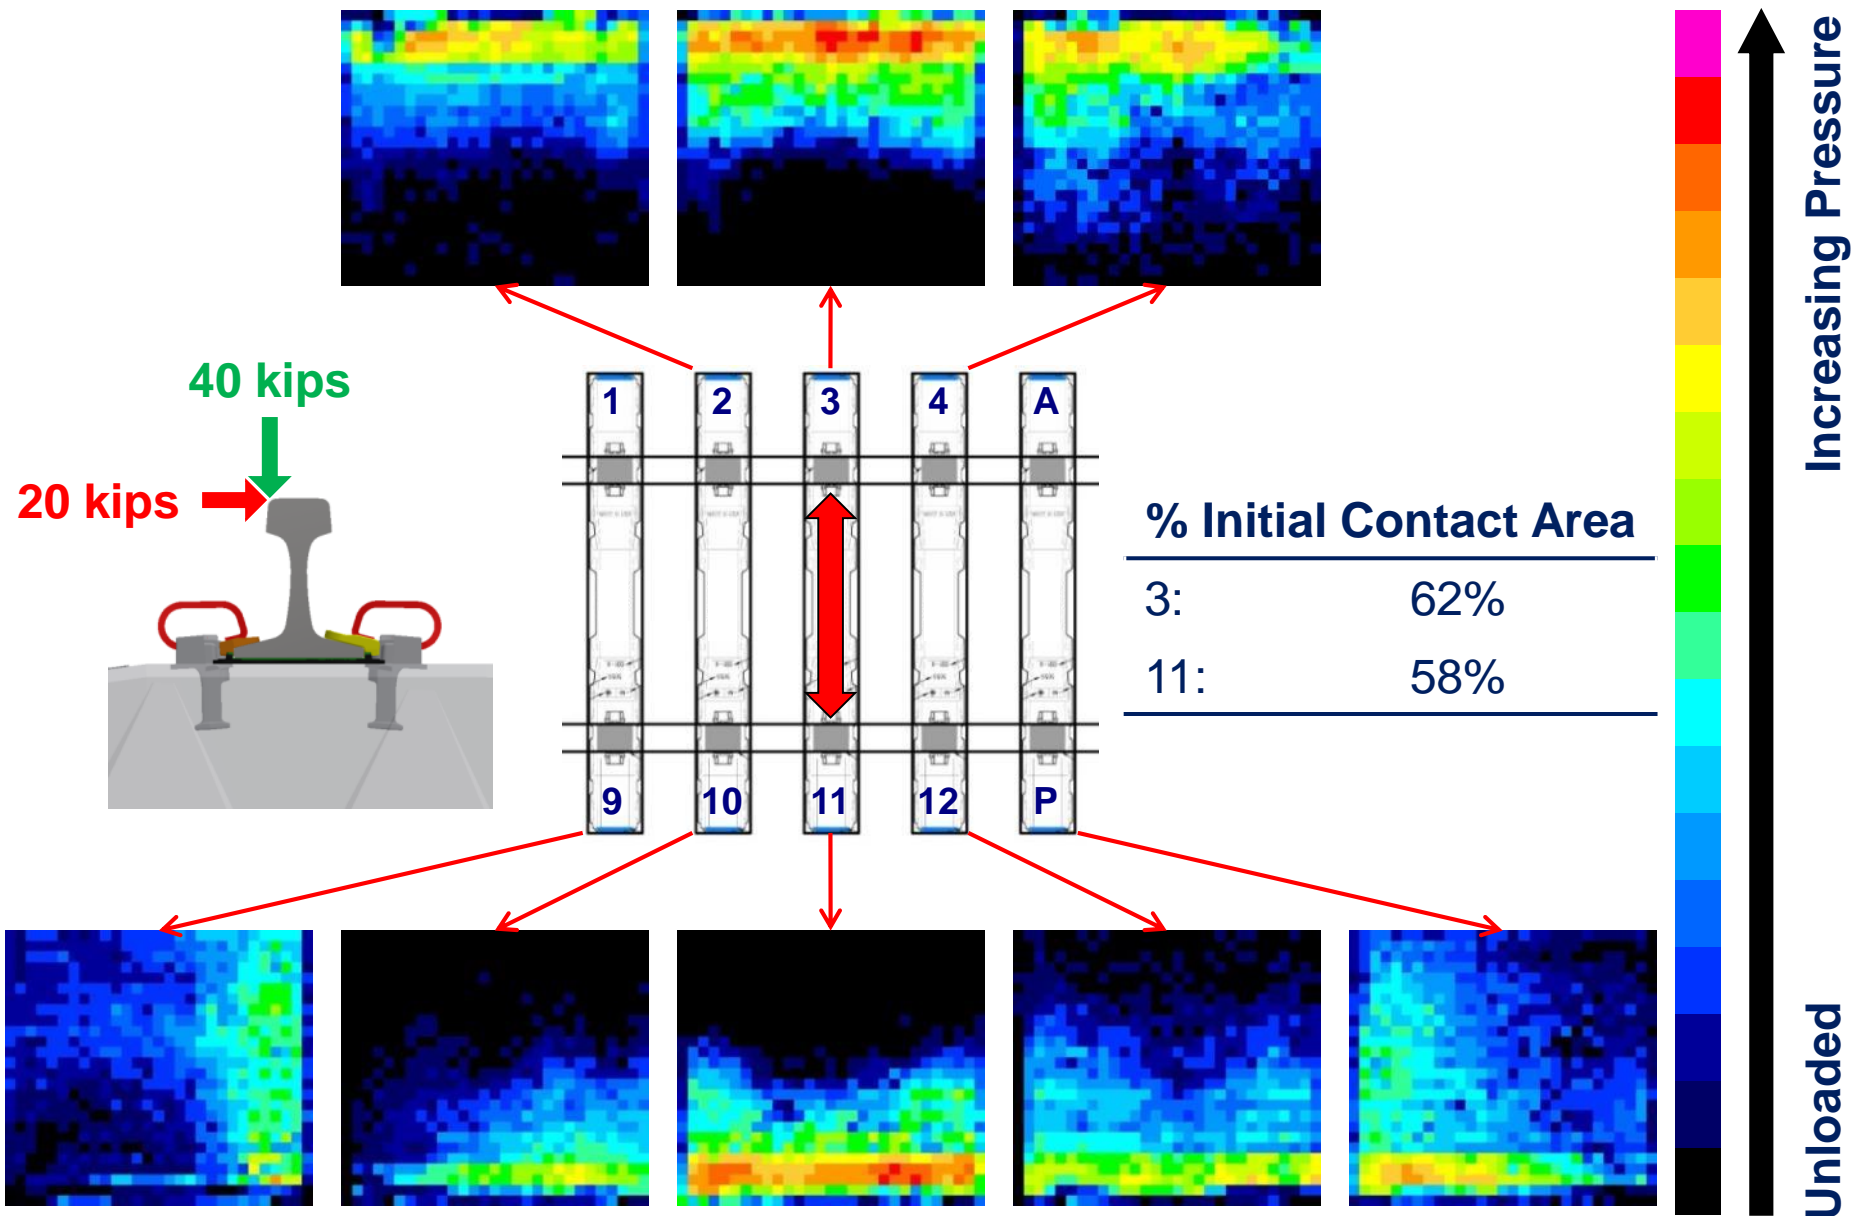 40 kips
20 kips
1 2 3 4 A
9 10 11 12 P
% Initial Contact Area
3: 62%
11: 58%
Increasing Pressure
Unloaded